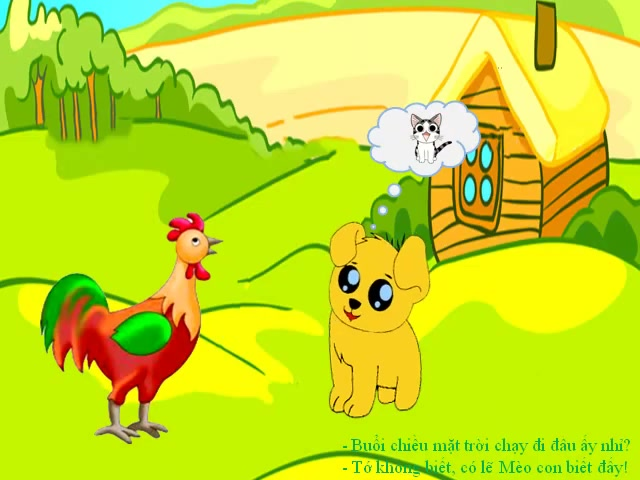 - Buổi chiều mặt trời chạy đi đâu ấy nhỉ?
- Tớ không biết, có lẽ Mèo con biết đấy!